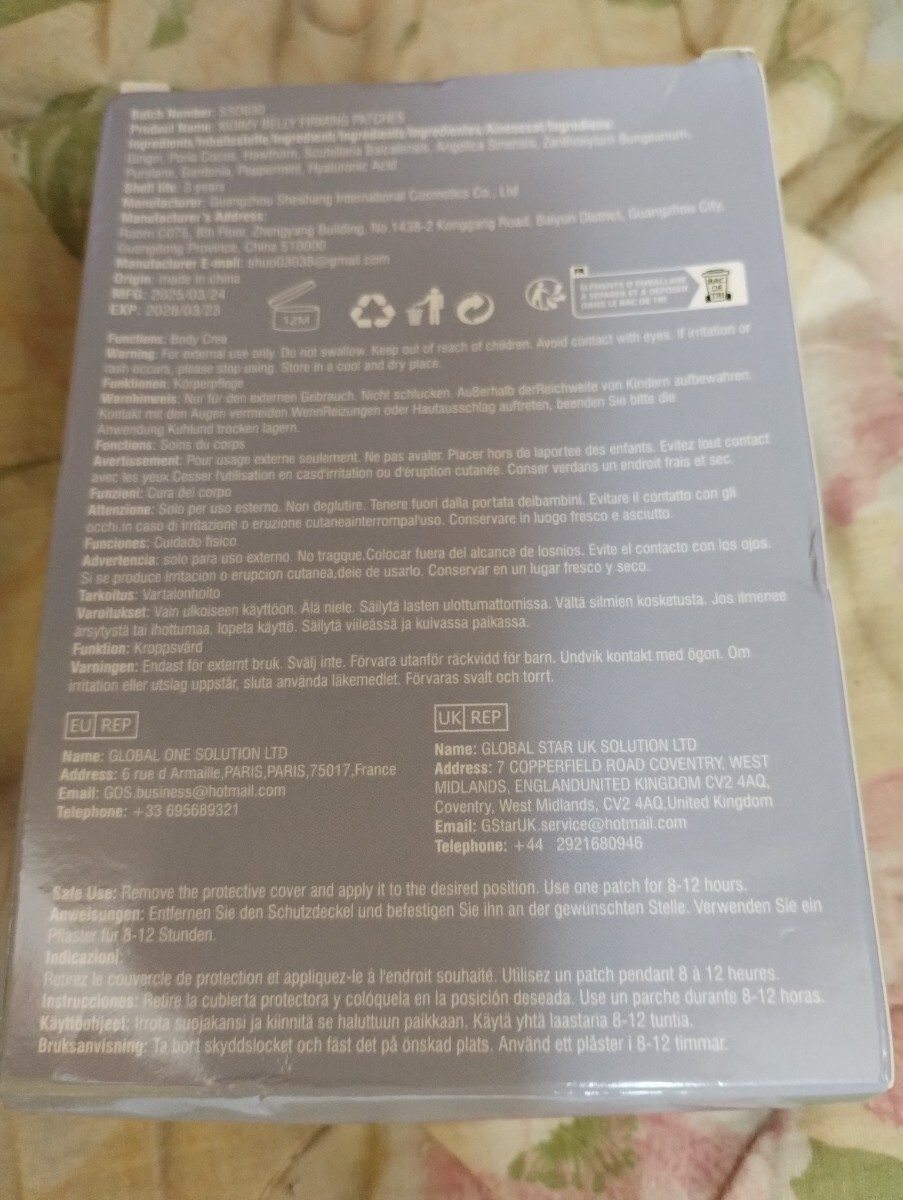 Batch Number:
Product Name: BELLY FIRMING PATCHES
Ingredients/Inhaltsstoffe/Ingredienti/Ingredients/Ingredientes/Ainesosat/Ingrediens:
Ginger, Poria Cocos, Hawthorn, Scutellaria Baicalensis, Angelica Sinensis, Zanthoxylum Bungeanum,
Purslane, Gardenia, Peppermint, Hyaluronic Acid
Shelf life: 3 years
Manufacturer: Guangzhou Sheshang International Cosmetics Co., Ltd
Manufacturer's Address:
Room C075, 8th Floor, Zhengyang Building, No.1438-2 Konggang Road, Baiyun District, Guangzhou City,
Guangdong Province, China 510000
Manufacturer E-mail: shuo03038@gmail.com
Origin: made in china
MFG: 2025/03/24
EXP: 2028/03/23
12M
FR
ÉLÉMENTS D'EMBALLAGE
À SÉPARER ET À DÉPOSER
DANS LE BAC DE TRI
BAC
DE
TRI
Functions: Body Crea
Warning: For external use only. Do not swallow. Keep out of reach of children. Avoid contact with eyes. If irritation or
rash occurs, please stop using. Store in a cool and dry place.
Funktionen: Körperpflege
Warnhinweis: Nur für den externen Gebrauch. Nicht schlucken. Außerhalb derReichweite von Kindern aufbewahren.
Kontakt mit den Augen vermeiden.WennReizungen oder Hautausschlag auftreten, beenden Sie bitte die
Anwendung.Kühlund trocken lagern.
Fonctions: Soins du corps
Avertissement: Pour usage externe seulement. Ne pas avaler. Placer hors de laportee des enfants. Evitez tout contact
avec les yeux.Cesser l'utilisation en casd'irritation ou d'eruption cutanée. Conser verdans un endroit frais et sec.
Funzioni: Cura del corpo
Attenzione: Solo per uso esterno. Non deglutire. Tenere fuori dalla portata deibambini. Evitare il contatto con gli
occhi.in caso di irritazione o eruzione cutaneainterrompal'uso. Conservare in luogo fresco e asciutto.
Funciones: Cuidado físico
Advertencia: solo para uso externo. No tragque.Colocar fuera del alcance de losnios. Evite el contacto con los ojos.
Si se produce irritacion o erupcion cutanea,deie de usarlo. Conservar en un lugar fresco y seco.
Tarkoitus: Vartalonhoito
Varoitukset: Vain ulkoiseen käyttöön. Älä niele. Säilytä lasten ulottumattomissa. Vältä silmien kosketusta. Jos ilmenee
ärsytystä tai ihottumaa, lopeta käyttö. Säilytä viileässä ja kuivassa paikassa.
Funktion: Kroppsvård
Varningen: Endast för externt bruk. Svälj inte. Förvara utanför räckvidd för barn. Undvik kontakt med ögon. Om
irritation eller utslag uppstår, sluta använda läkemedlet. Förvaras svalt och torrt.
EU REP
Name: GLOBAL ONE SOLUTION LTD
Address: 6 rue d Armaille,PARIS,PARIS,75017,France
Email: GOS.business@hotmail.com
Telephone: +33 695689321
UK REP
Name: GLOBAL STAR UK SOLUTION LTD
Address: 7 COPPERFIELD ROAD COVENTRY, WEST
MIDLANDS, ENGLANDUNITED KINGDOM CV2 4AQ,
Coventry, West Midlands, CV2 4AQ,United Kingdom
Email: GStarUK.service@hotmail.com
Telephone: +44 2921680946
Safe Use: Remove the protective cover and apply it to the desired position. Use one patch for 8-12 hours.
Anweisungen: Entfernen Sie den Schutzdeckel und befestigen Sie ihn an der gewünschten Stelle. Verwenden Sie ein
Pflaster für 8-12 Stunden.
Indicazioni:
Retirez le couvercle de protection et appliquez-le à l'endroit souhaité. Utilisez un patch pendant 8 à 12 heures.
Instrucciones: Retire la cubierta protectora y colóquela en la posición deseada. Use un parche durante 8-12 horas.
Käyttöohjeet: Irrota suojakansi ja kiinnitä se haluttuun paikkaan. Käytä yhtä laastaria 8-12 tuntia.
Bruksanvisning: Ta bort skyddslocket och fäst det på önskad plats. Använd ett plåster i 8-12 timmar.